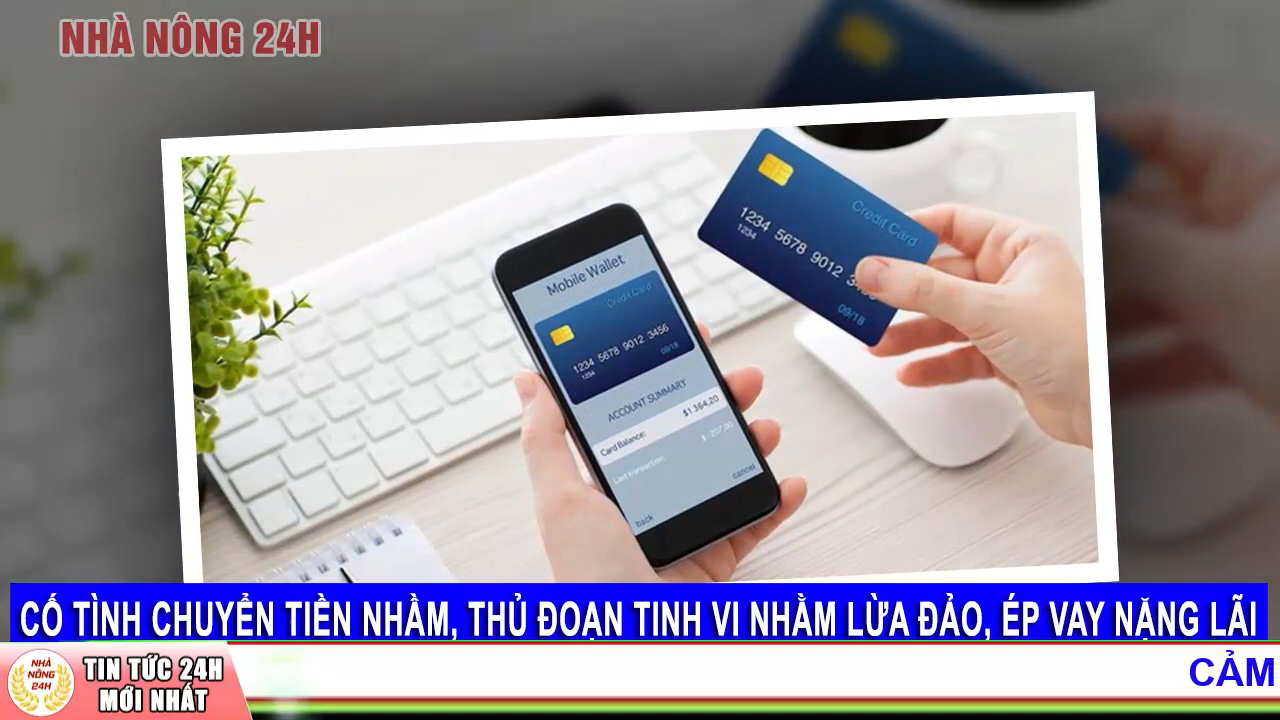 NHÀ NÔNG 24H
Credit Card
1234 5678 9012 3456
1234
09/18
Mobile Wallet
Credit Card
1234 5678 9012 3456
1234
09/18
ACCOUNT SUMMARY
Card Balance: $1 364,20
Last transaction:
cancel
back
CỐ TÌNH CHUYỂN TIỀN NHẦM, THỦ ĐOẠN TINH VI NHẰM LỪA ĐẢO, ÉP VAY NẶNG LÃI
NHÀ
NÔNG
24H
TIN TỨC 24H
MỚI NHẤT
CẢM